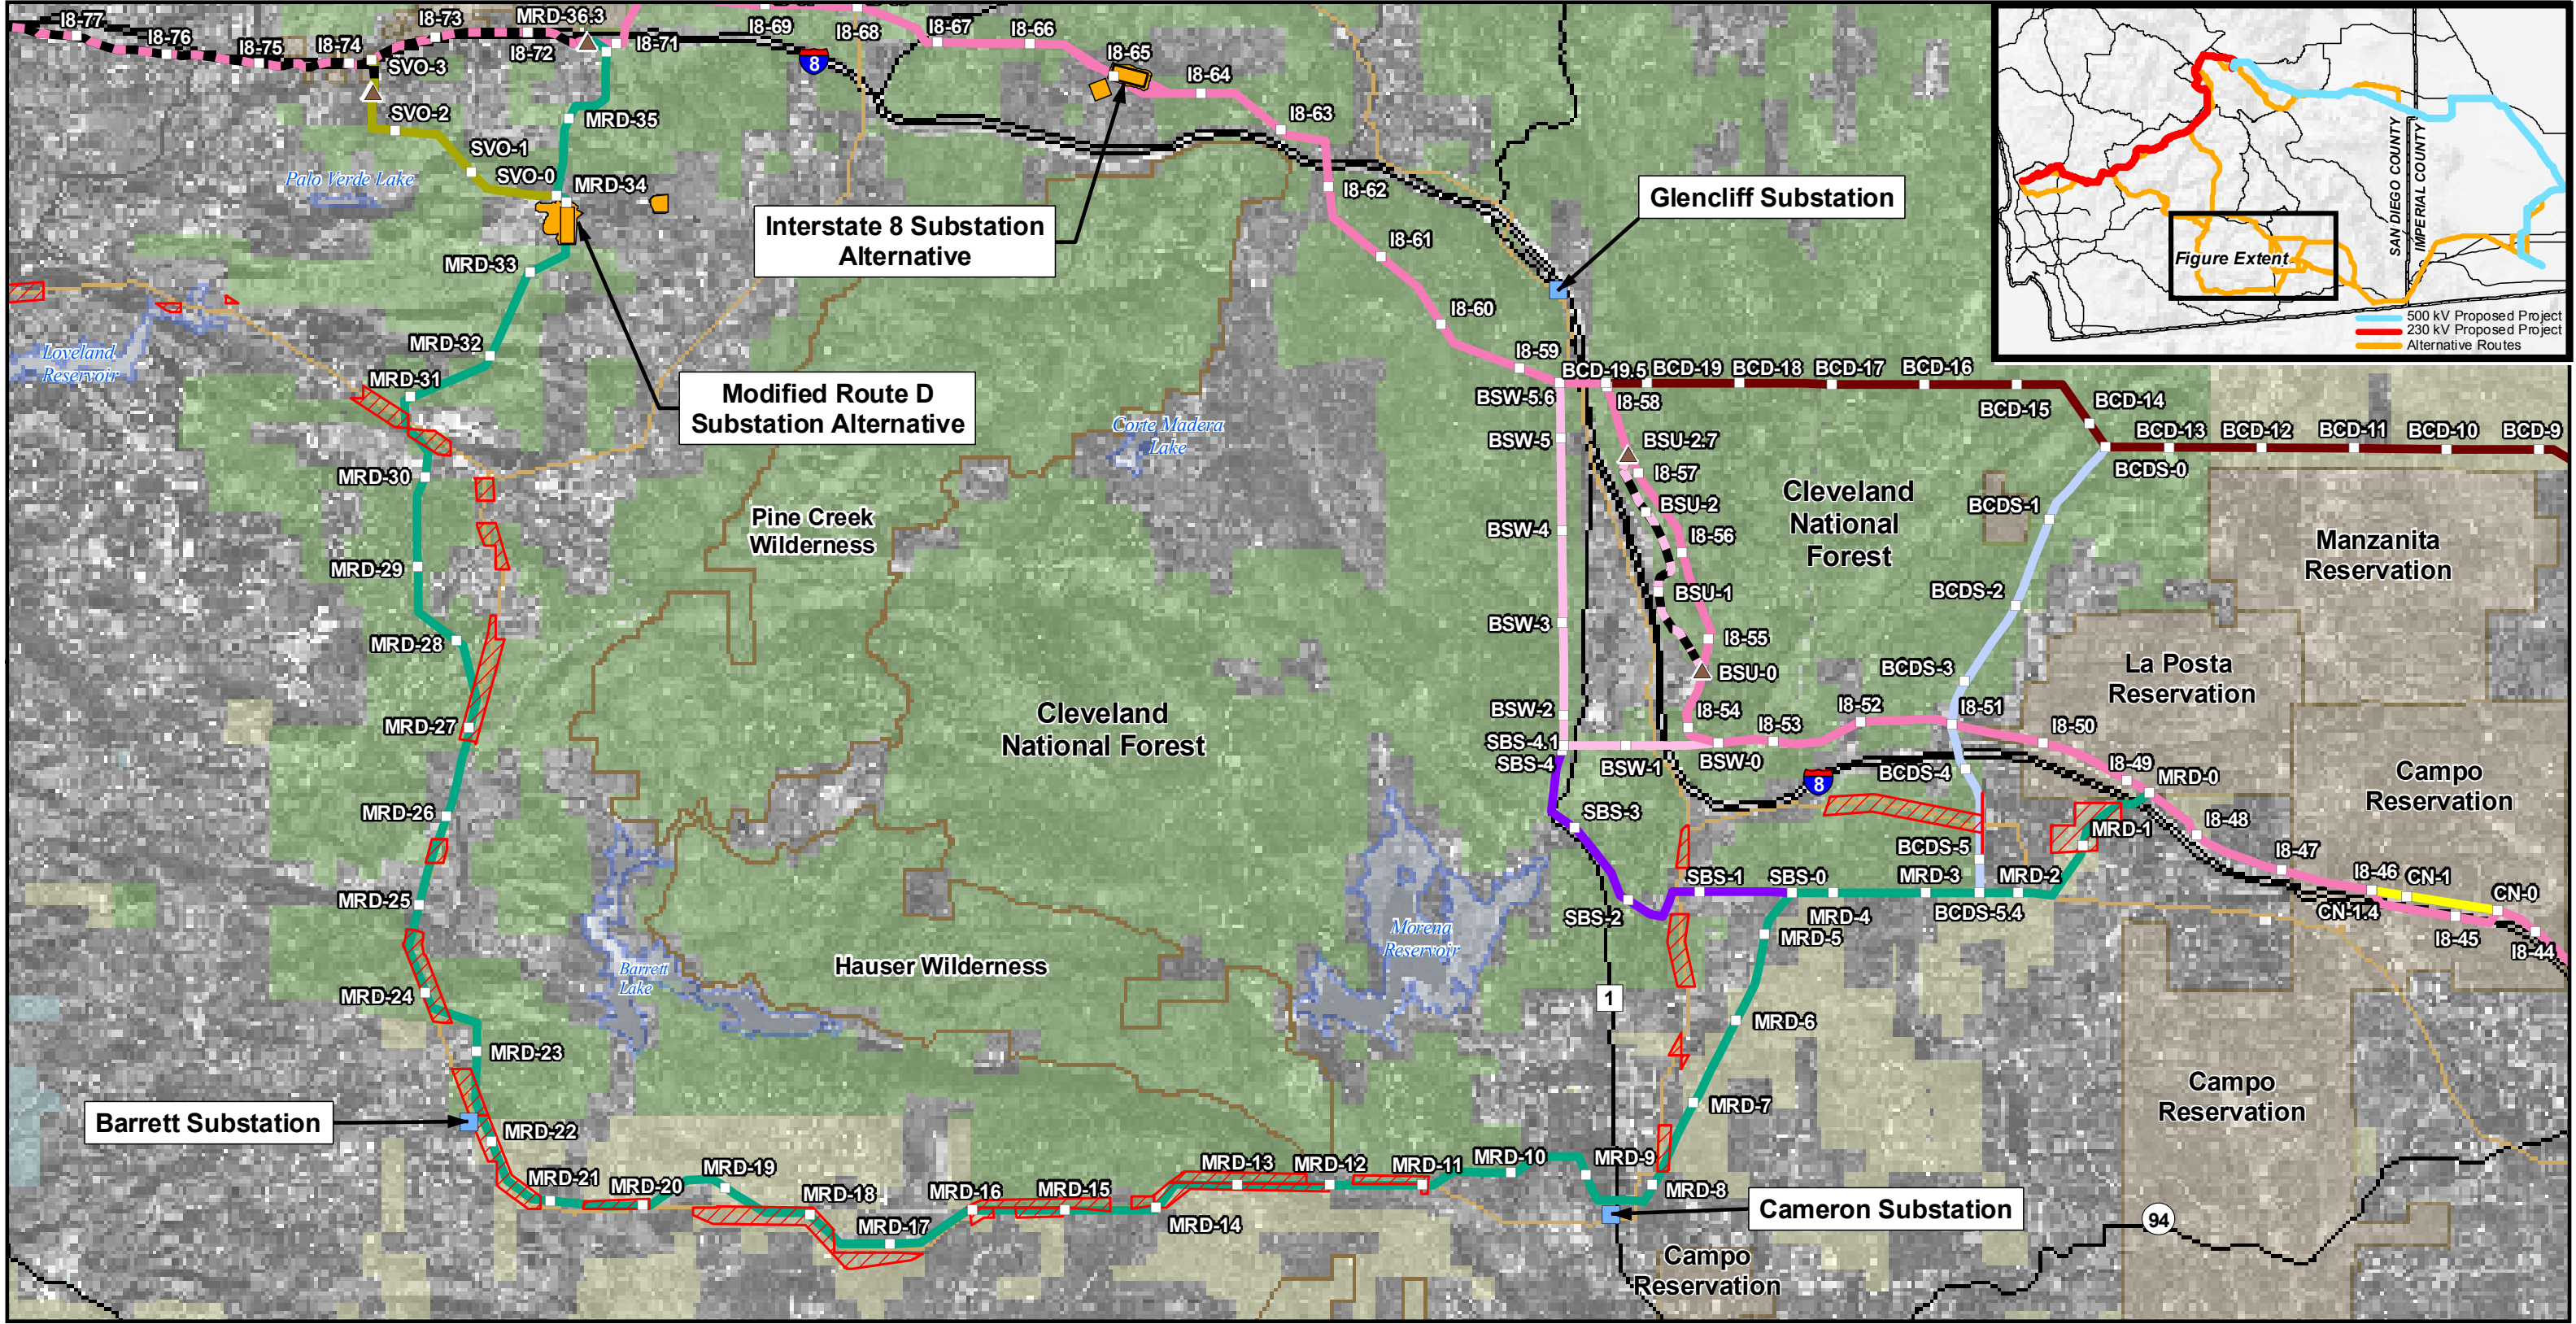 I8-77
I8-76
I8-75
I8-74
I8-73
MRD-36.3
I8-72
I8-71
I8-69
I8-68
I8-67
I8-66
I8-65
I8-64
I8-63
I8-62
I8-61
I8-60
I8-59
8
SVO-3
SVO-2
SVO-1
SVO-0
MRD-35
MRD-34
MRD-33
MRD-32
MRD-31
MRD-30
MRD-29
MRD-28
MRD-27
MRD-26
MRD-25
MRD-24
MRD-23
MRD-22
MRD-21
MRD-20
MRD-19
MRD-18
MRD-17
MRD-16
MRD-15
MRD-14
MRD-13
MRD-12
MRD-11
MRD-10
MRD-9
MRD-8
MRD-7
MRD-6
MRD-5
MRD-4
MRD-3
MRD-2
MRD-1
MRD-0
Palo Verde Lake
Loveland
Reservoir
Interstate 8 Substation
Alternative
Modified Route D
Substation Alternative
Glencliff Substation
Barrett Substation
Cameron Substation
Corte Madera
Lake
Pine Creek
Wilderness
Cleveland
National Forest
Hauser Wilderness
Barrett
Lake
Morena
Reservoir
Cleveland
National
Forest
Manzanita
Reservation
La Posta
Reservation
Campo
Reservation
Campo
Reservation
Campo
Reservation
BCD-19.5
BCD-19
BCD-18
BCD-17
BCD-16
BCD-15
BCD-14
BCD-13
BCD-12
BCD-11
BCD-10
BCD-9
BCDS-0
BCDS-1
BCDS-2
BCDS-3
BCDS-4
BCDS-5
BCDS-5.4
BSW-5.6
BSW-5
BSW-4
BSW-3
BSW-2
BSW-1
BSW-0
I8-58
BSU-2.7
I8-57
BSU-2
I8-56
BSU-1
I8-55
BSU-0
I8-54
I8-53
I8-52
I8-51
I8-50
I8-49
I8-48
I8-47
I8-46
CN-1
CN-0
CN-1.4
I8-45
I8-44
SBS-4.1
SBS-4
SBS-3
SBS-2
SBS-1
SBS-0
8
1
94
SAN DIEGO COUNTY
IMPERIAL COUNTY
Figure Extent
500 kV Proposed Project
230 kV Proposed Project
Alternative Routes